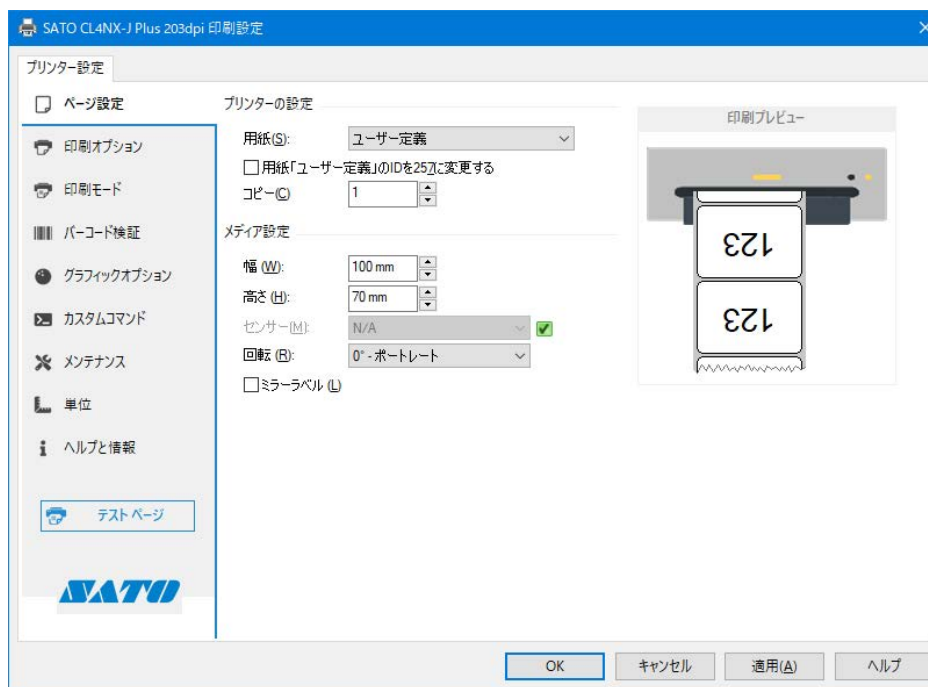 SATO CL4NX-J Plus 203dpi 印刷設定
プリンター設定
ページ設定
印刷オプション
印刷モード
バーコード検証
グラフィックオプション
カスタムコマンド
メンテナンス
単位
ヘルプと情報
テスト ページ
SATO
プリンターの設定
用紙(S): ユーザー定義
用紙「ユーザー定義」のIDを257に変更する
コピー(C) 1
メディア設定
幅 (W): 100 mm
高さ (H): 70 mm
センサー(M): N/A
回転 (R): 0° - ポートレート
ミラーラベル (L)
印刷プレビュー
123
123
OK キャンセル 適用(A) ヘルプ